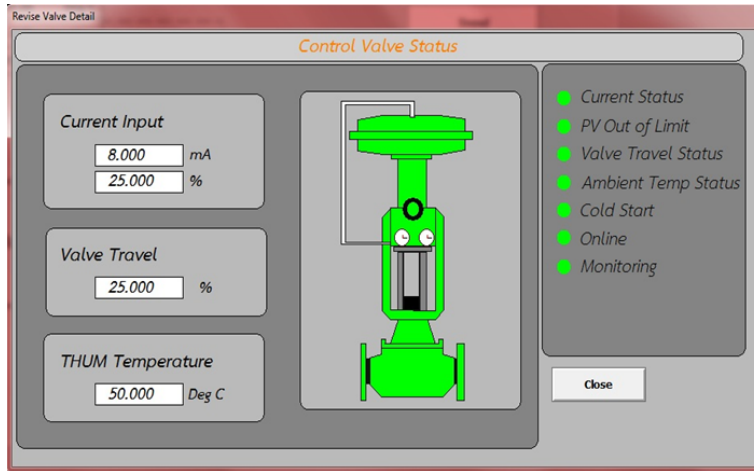 Revise Valve Detail
Control Valve Status
Current Input
8.000 mA
25.000 %
Valve Travel
25.000 %
THUM Temperature
50.000 Deg C
Current Status
PV Out of Limit
Valve Travel Status
Ambient Temp Status
Cold Start
Online
Monitoring
Close